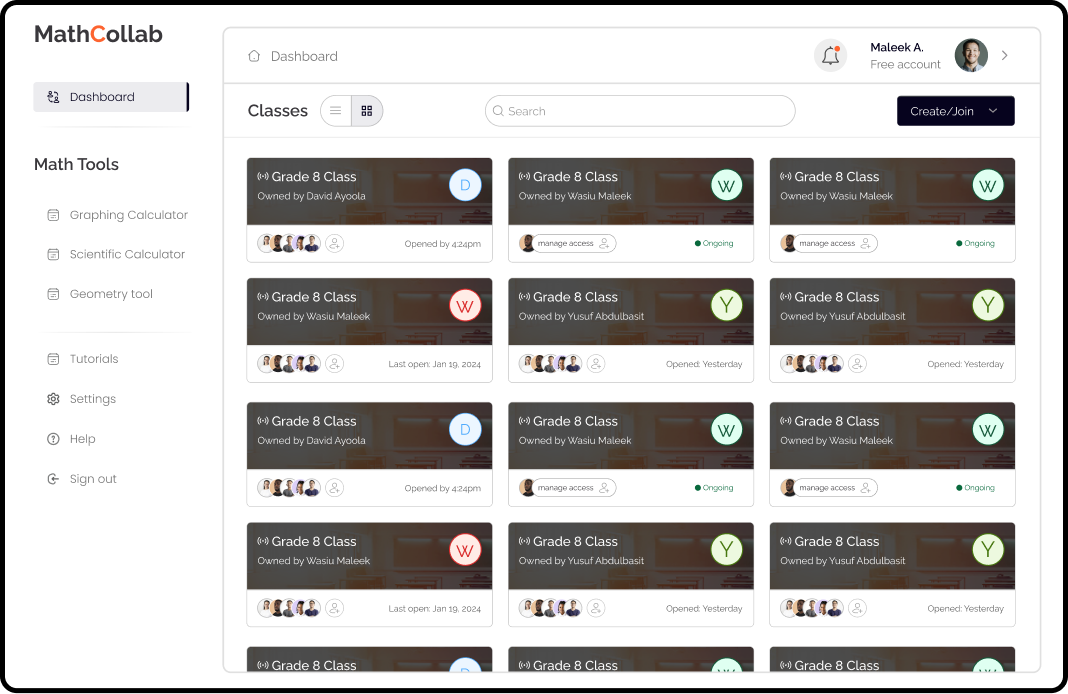 MathCollab
Dashboard
Math Tools
Graphing Calculator
Scientific Calculator
Geometry tool
Tutorials
Settings
Help
Sign out
Dashboard
Maleek A.
Free account
Classes
Search
Create/Join
Grade 8 Class
Owned by David Ayoola
D
Opened by 4:24pm
Grade 8 Class
Owned by Wasiu Maleek
W
manage access
Ongoing
Grade 8 Class
Owned by Wasiu Maleek
W
manage access
Ongoing
Grade 8 Class
Owned by Wasiu Maleek
W
Last open: Jan 19, 2024
Grade 8 Class
Owned by Yusuf Abdulbasit
Y
Opened: Yesterday
Grade 8 Class
Owned by Yusuf Abdulbasit
Y
Opened: Yesterday
Grade 8 Class
Owned by David Ayoola
D
Opened by 4:24pm
Grade 8 Class
Owned by Wasiu Maleek
W
manage access
Ongoing
Grade 8 Class
Owned by Wasiu Maleek
W
manage access
Ongoing
Grade 8 Class
Owned by Wasiu Maleek
W
Last open: Jan 19, 2024
Grade 8 Class
Owned by Yusuf Abdulbasit
Y
Opened: Yesterday
Grade 8 Class
Owned by Yusuf Abdulbasit
Y
Opened: Yesterday
Grade 8 Class
D
Grade 8 Class
W
Grade 8 Class
W